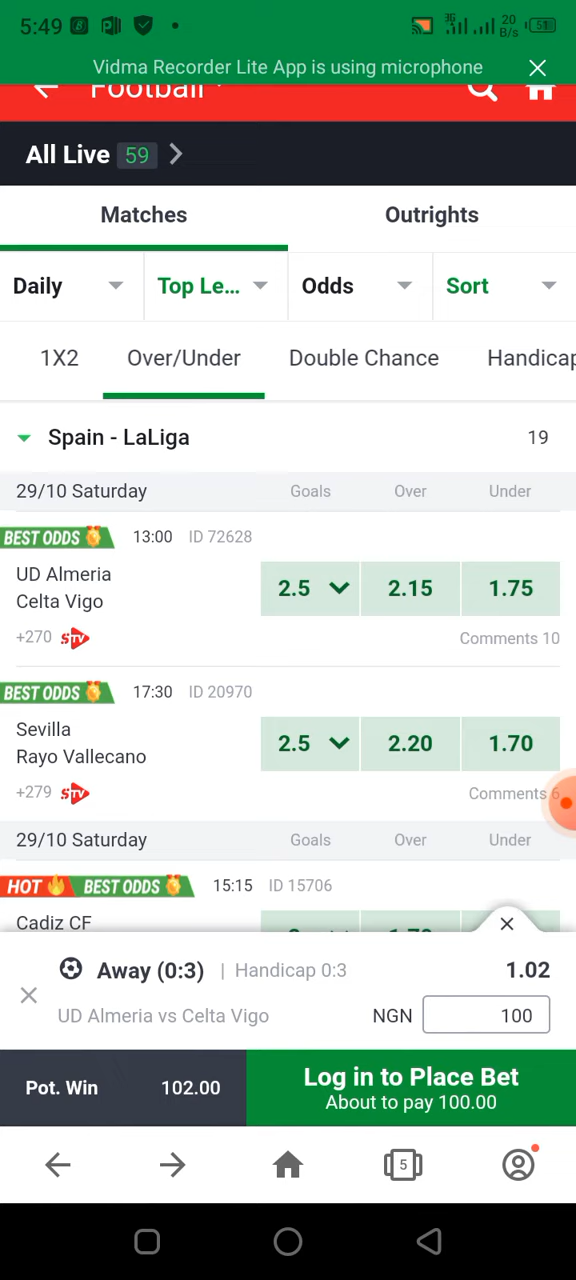 5:49 3G 20 B/s 51
Vidma Recorder Lite App is using microphone
Football
All Live 59
Matches Outrights
Daily Top Le... Odds Sort
1X2 Over/Under Double Chance Handicap
Spain - LaLiga 19
29/10 Saturday Goals Over Under
BEST ODDS 13:00 ID 72628
UD Almeria
Celta Vigo
2.5 2.15 1.75
+270 STV Comments 10
BEST ODDS 17:30 ID 20970
Sevilla
Rayo Vallecano
2.5 2.20 1.70
+279 STV Comments 6
29/10 Saturday Goals Over Under
HOT BEST ODDS 15:15 ID 15706
Cadiz CF
Away (0:3) | Handicap 0:3 1.02
UD Almeria vs Celta Vigo NGN 100
Pot. Win 102.00 Log in to Place Bet
About to pay 100.00
5